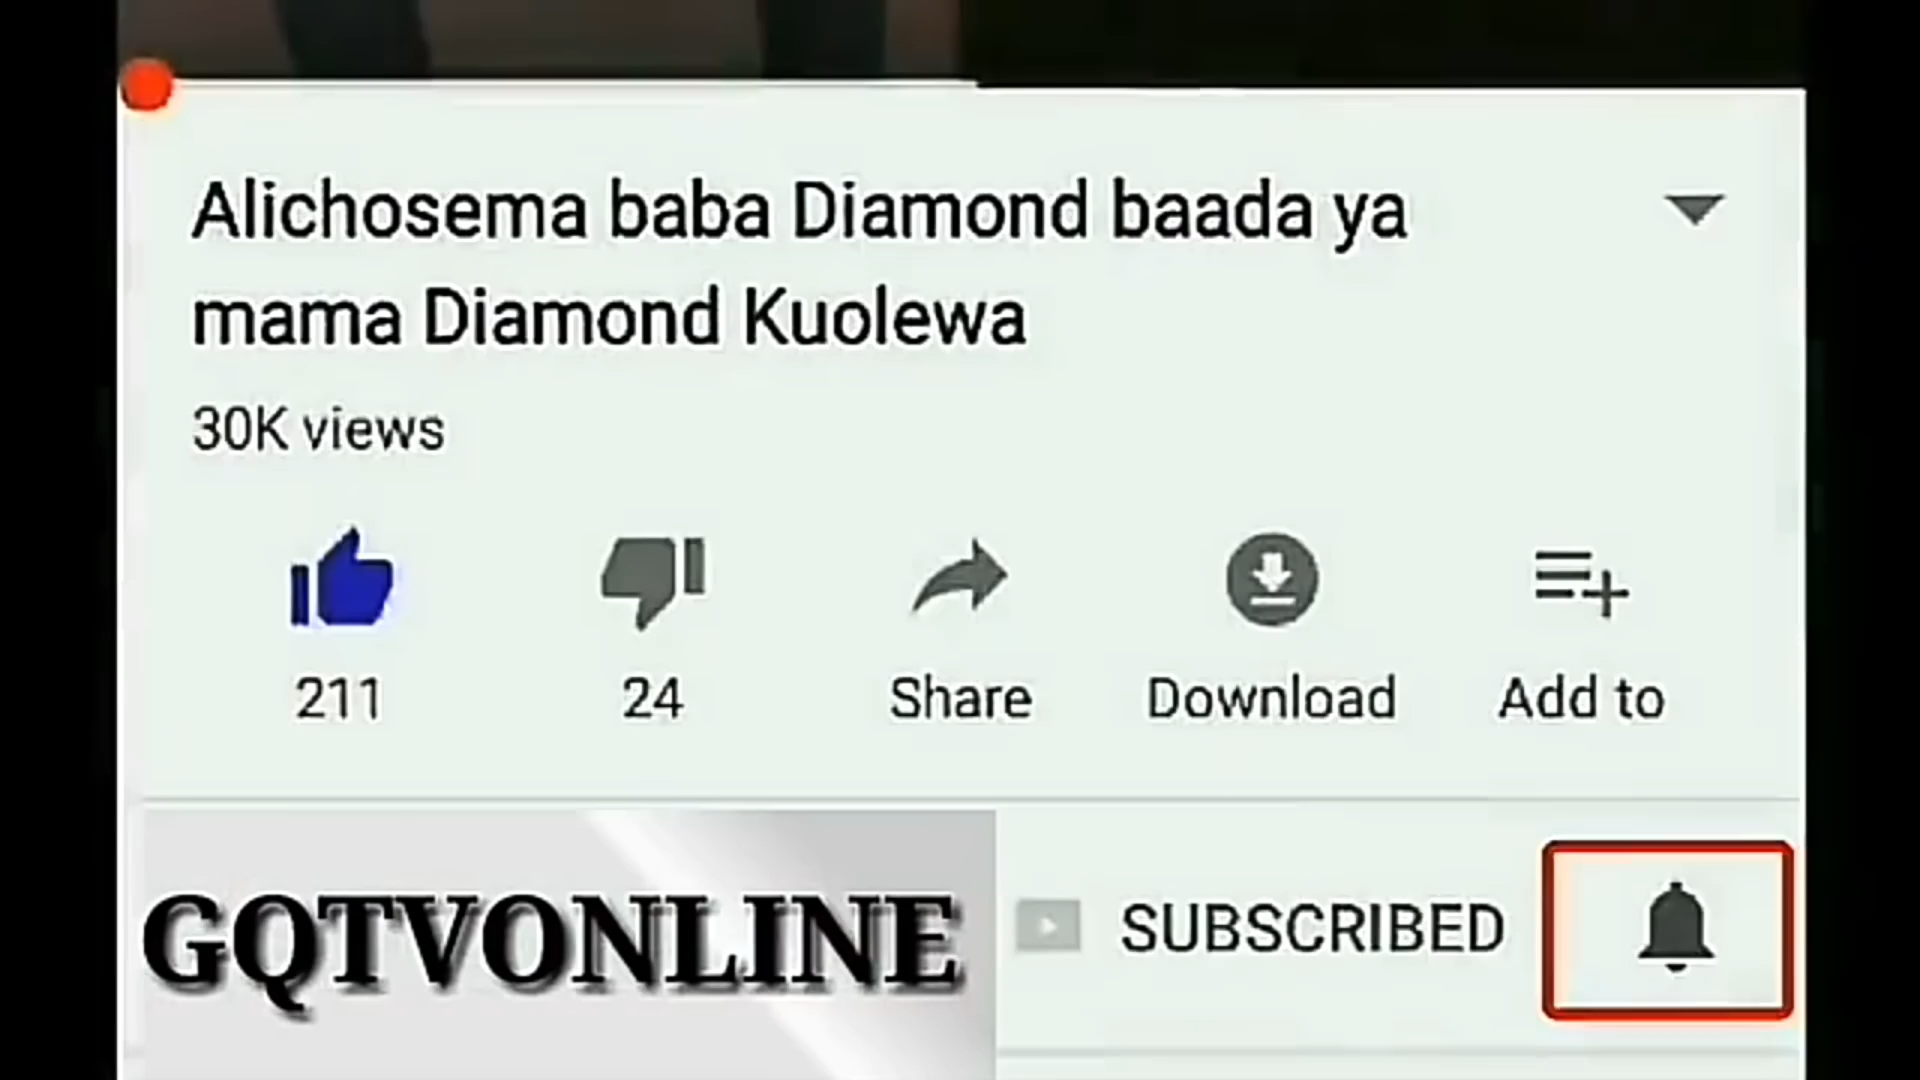 Alichosema baba Diamond baada ya
mama Diamond Kuolewa
30K views
211 24 Share Download Add to
GQTVONLINE SUBSCRIBED